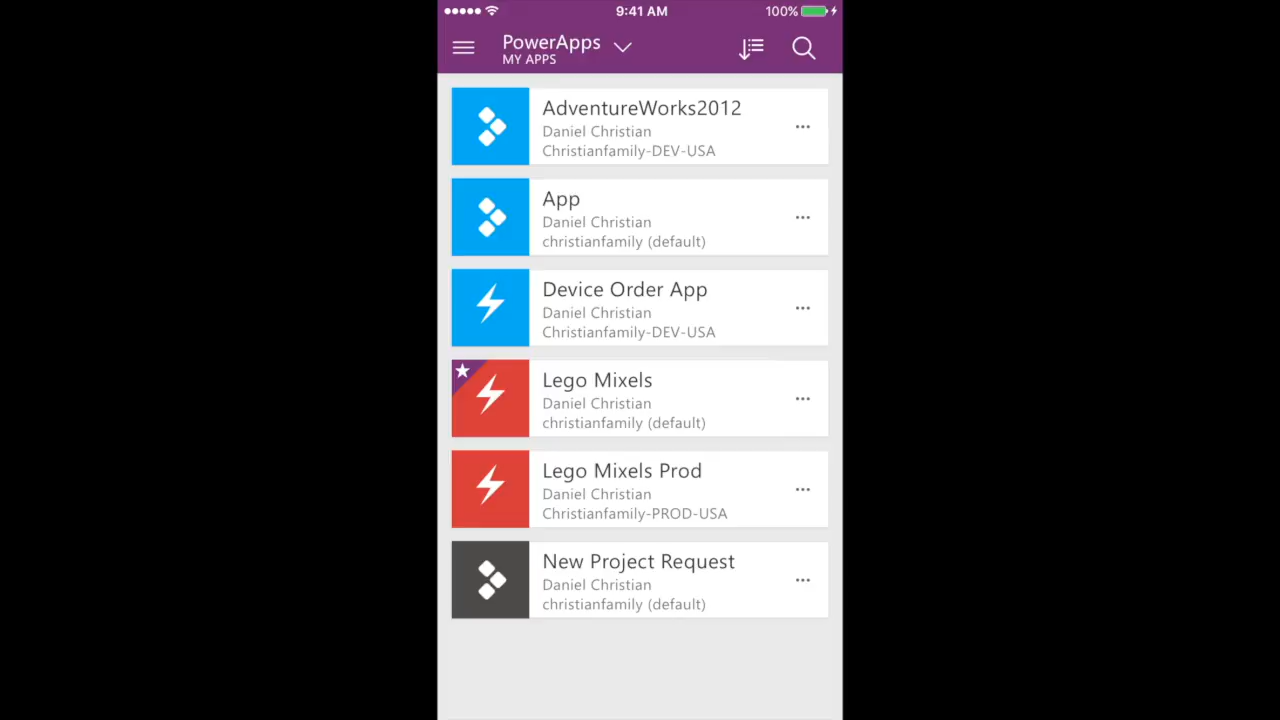 9:41 AM
100%
PowerApps
MY APPS
AdventureWorks2012
Daniel Christian
Christianfamily-DEV-USA
App
Daniel Christian
christianfamily (default)
Device Order App
Daniel Christian
Christianfamily-DEV-USA
Lego Mixels
Daniel Christian
christianfamily (default)
Lego Mixels Prod
Daniel Christian
Christianfamily-PROD-USA
New Project Request
Daniel Christian
christianfamily (default)